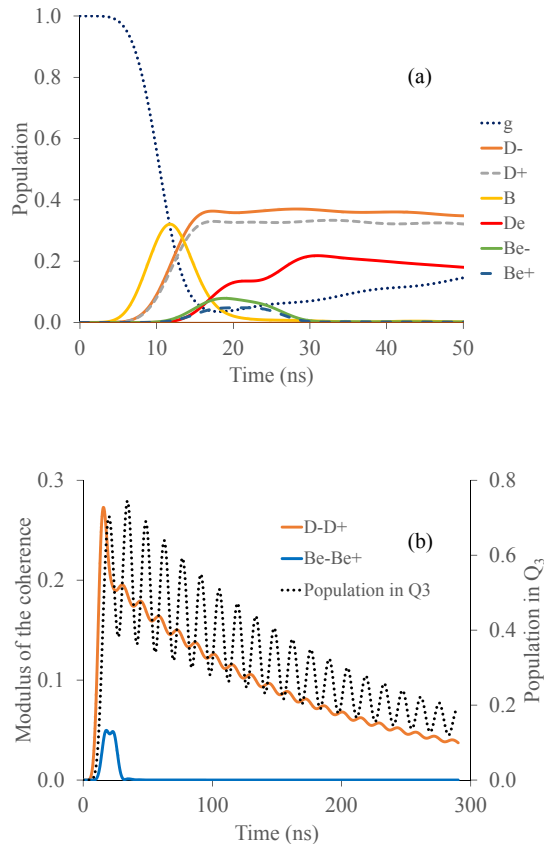 (a)
Population
1.0
0.8
0.6
0.4
0.2
0.0
0
10
20
30
40
50
Time (ns)
g
D-
D+
B
De
Be-
Be+
(b)
Modulus of the coherence
0.3
0.2
0.1
0.0
0
100
200
300
Time (ns)
D-D+
Be-Be+
Population in Q3
0.8
0.6
0.4
0.2
0.0
Population in Q₃